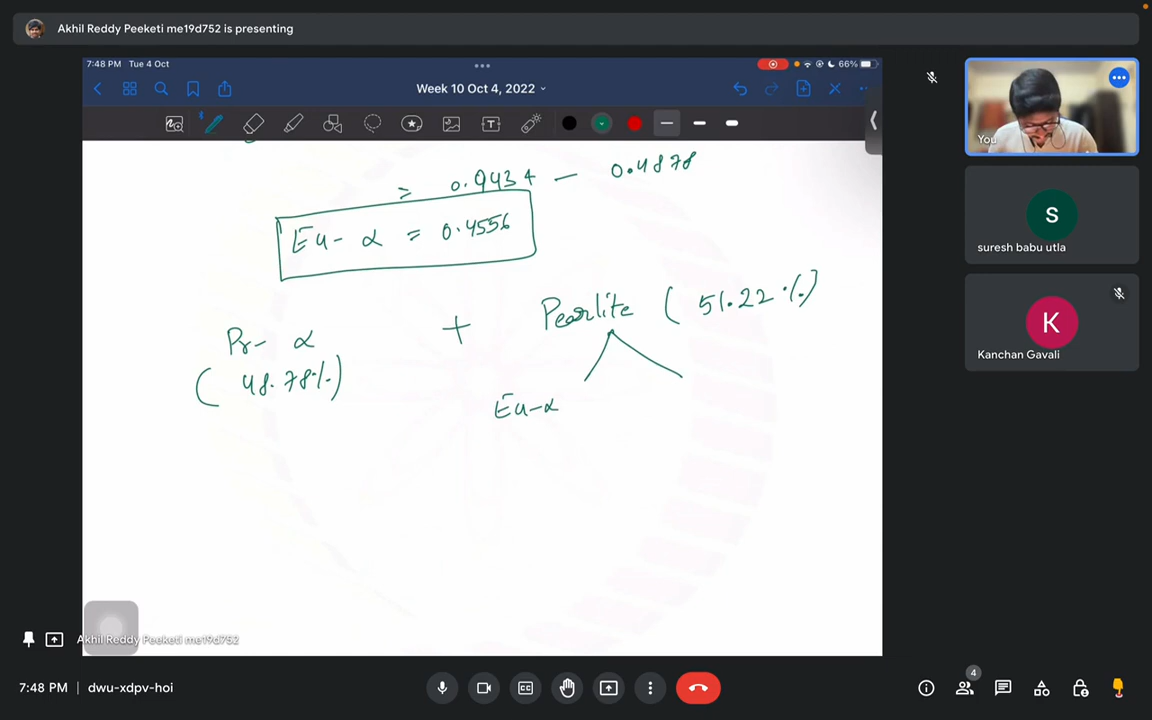 Akhil Reddy Peeketi me19d752 is presenting
7:48 PM Tue 4 Oct
66%
Week 10 Oct 4, 2022
= 0.9434 - 0.4878
Eu- α = 0.4556
Pr- α + Pearlite ( 51.22 %)
( 48.78%)
Eu-α
You
S
suresh babu utla
K
Kanchan Gavali
Akhil Reddy Peeketi me19d752
7:48 PM | dwu-xdpv-hoi
4